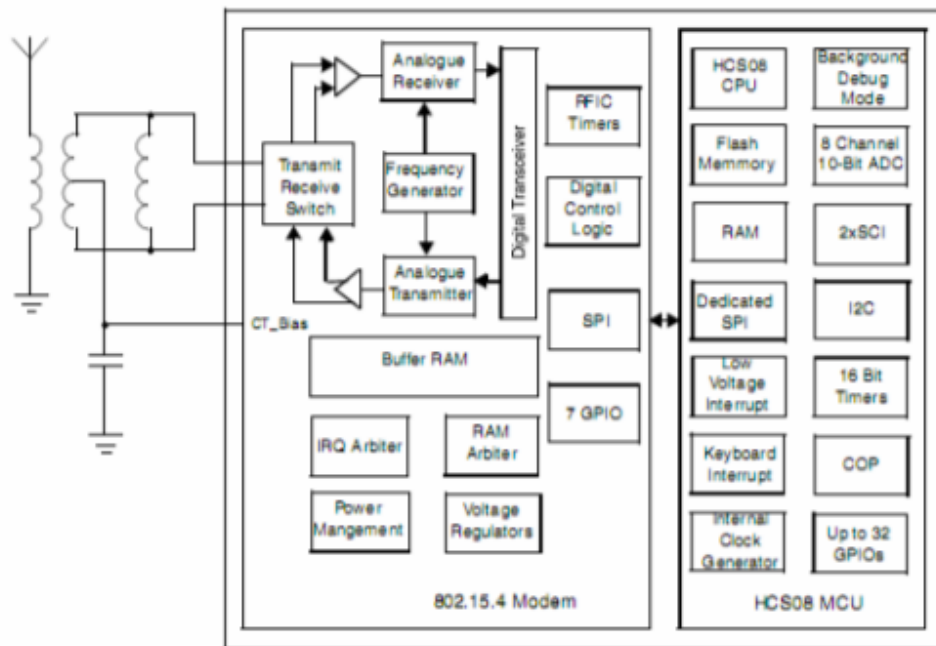 Analogue
Receiver
Transmit
Receive
Switch
Frequency
Generator
Analogue
Transmitter
Digital Transceiver
RFIC
Timers
Digital
Control
Logic
SPI
CT_Bias
Buffer RAM
7 GPIO
IRQ Arbiter
RAM
Arbiter
Power
Mangement
Voltage
Regulators
802.15.4 Modem
HCS08
CPU
Background
Debug
Mode
Flash
Memmory
8 Channel
10-Bit ADC
RAM
2xSCI
Dedicated
SPI
I2C
Low
Voltage
Interrupt
16 Bit
Timers
Keyboard
Interrupt
COP
Internal
Clock
Generator
Up to 32
GPIOs
HCS08 MCU